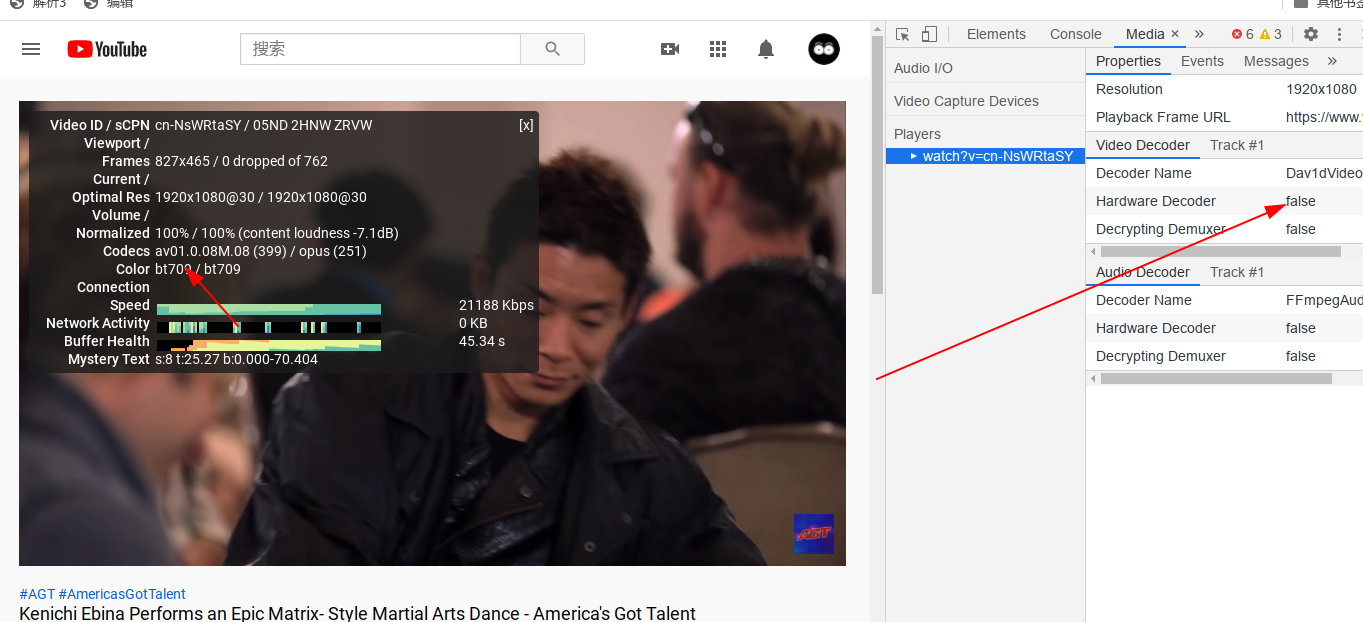 解析3 编辑 其他书签
YouTube 搜索
Elements Console Media × » 6 3
Audio I/O
Video Capture Devices
Players
watch?v=cn-NsWRtaSY
Properties Events Messages »
Resolution 1920x1080
Playback Frame URL https://www.
Video Decoder Track #1
Decoder Name Dav1dVideo
Hardware Decoder false
Decrypting Demuxer false
Audio Decoder Track #1
Decoder Name FFmpegAud
Hardware Decoder false
Decrypting Demuxer false
Video ID / sCPN cn-NsWRtaSY / 05ND 2HNW ZRVW [x]
Viewport /
Frames 827x465 / 0 dropped of 762
Current /
Optimal Res 1920x1080@30 / 1920x1080@30
Volume /
Normalized 100% / 100% (content loudness -7.1dB)
Codecs av01.0.08M.08 (399) / opus (251)
Color bt709 / bt709
Connection
Speed 21188 Kbps
Network Activity 0 KB
Buffer Health 45.34 s
Mystery Text s:8 t:25.27 b:0.000-70.404
AGT
#AGT #AmericasGotTalent
Kenichi Ebina Performs an Epic Matrix- Style Martial Arts Dance - America's Got Talent